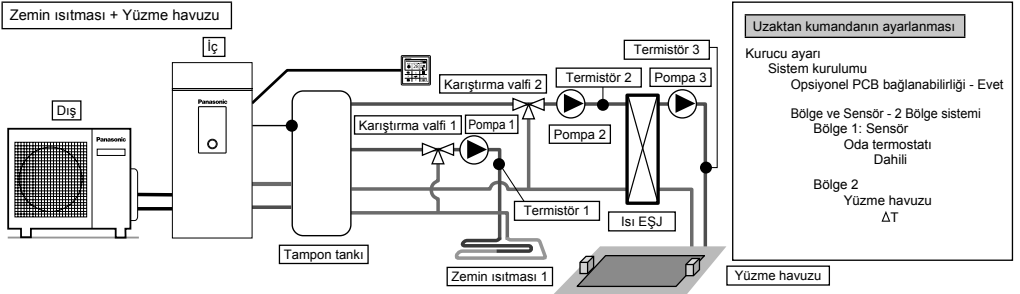 Zemin ısıtması + Yüzme havuzu
Dış
Panasonic
İç
Panasonic
Tampon tankı
Karıştırma valfi 1
Pompa 1
Termistör 1
Zemin ısıtması 1
Karıştırma valfi 2
Termistör 2
Pompa 2
Isı EŞJ
Termistör 3
Pompa 3
Yüzme havuzu
Uzaktan kumandanın ayarlanması
Kurucu ayarı
Sistem kurulumu
Opsiyonel PCB bağlanabilirliği - Evet
Bölge ve Sensör - 2 Bölge sistemi
Bölge 1: Sensör
Oda termostatı
Dahili
Bölge 2
Yüzme havuzu
ΔT